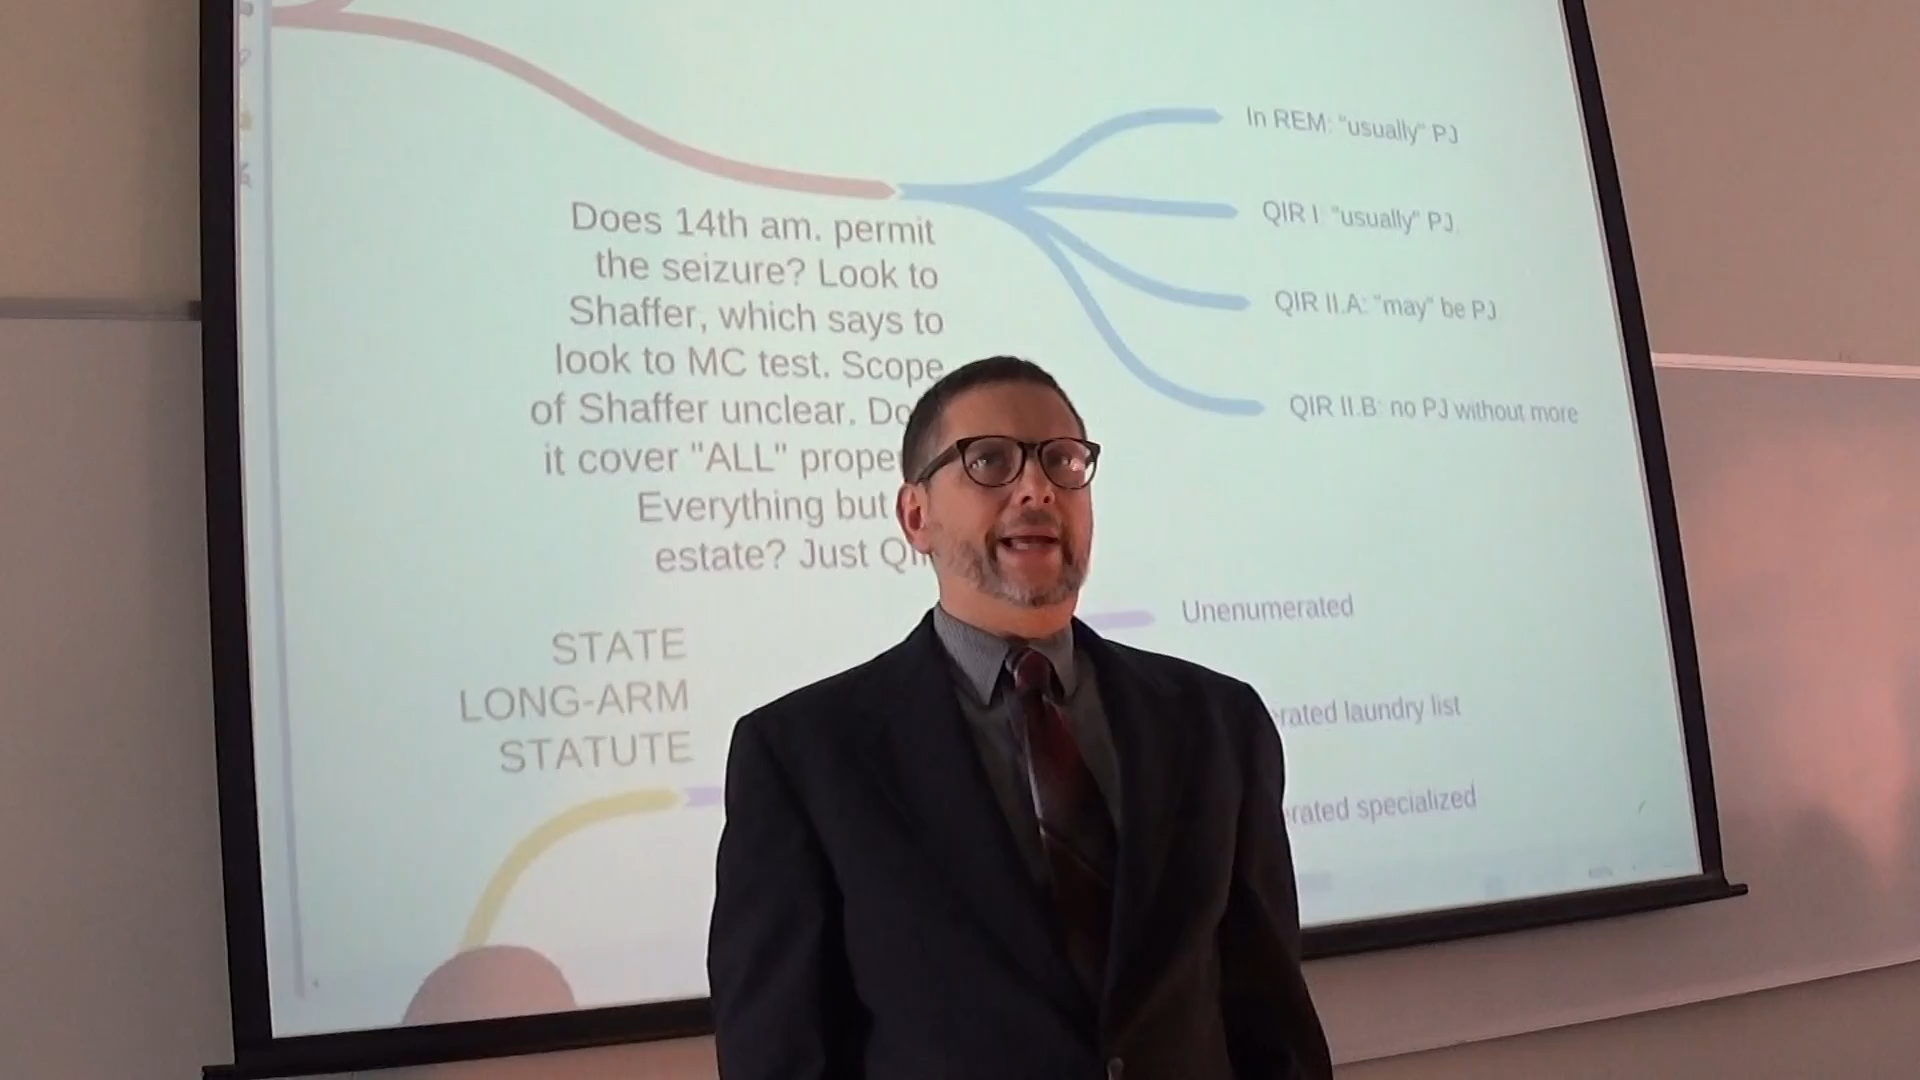 Does 14th am. permit
the seizure? Look to
Shaffer, which says to
look to MC test. Scope
of Shaffer unclear.
it cover "ALL"
Everything but
estate? Just
In REM: "usually" PJ
QIR I: "usually" PJ.
QIR II.A: "may" be PJ
QIR II.B: no PJ without more
STATE
LONG-ARM
STATUTE
Unenumerated
laundry list
specialized